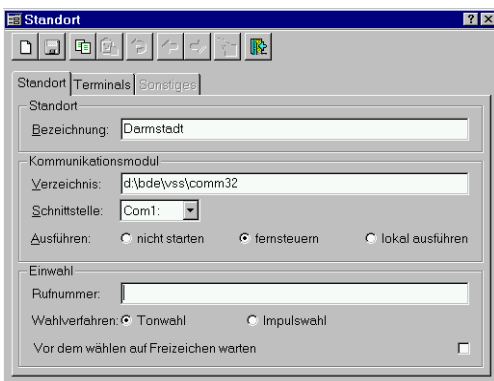 Standort
Standort Terminals Sonstiges
Standort
Bezeichnung: Darmstadt
Kommunikationsmodul
Verzeichnis: d:\bde\vss\comm32
Schnittstelle: Com1:
Ausführen: nicht starten fernsteuern lokal ausführen
Einwahl
Rufnummer:
Wahlverfahren: Tonwahl Impulswahl
Vor dem wählen auf Freizeichen warten